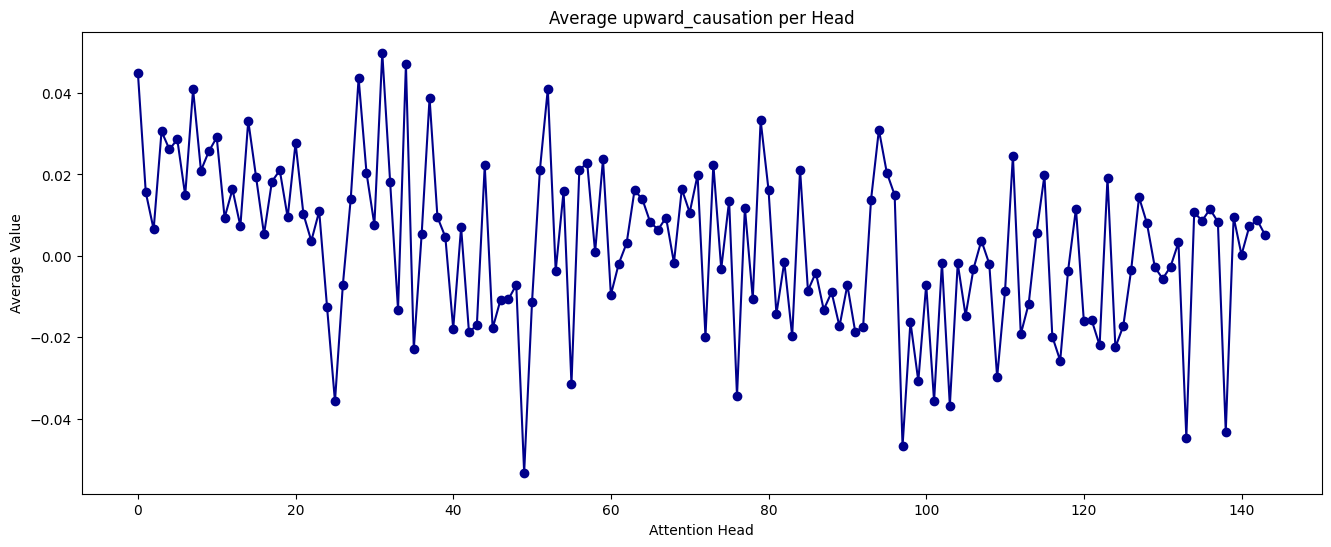 Average upward_causation per Head
Average Value
0.04
0.02
0.00
−0.02
−0.04
0 20 40 60 80 100 120 140
Attention Head